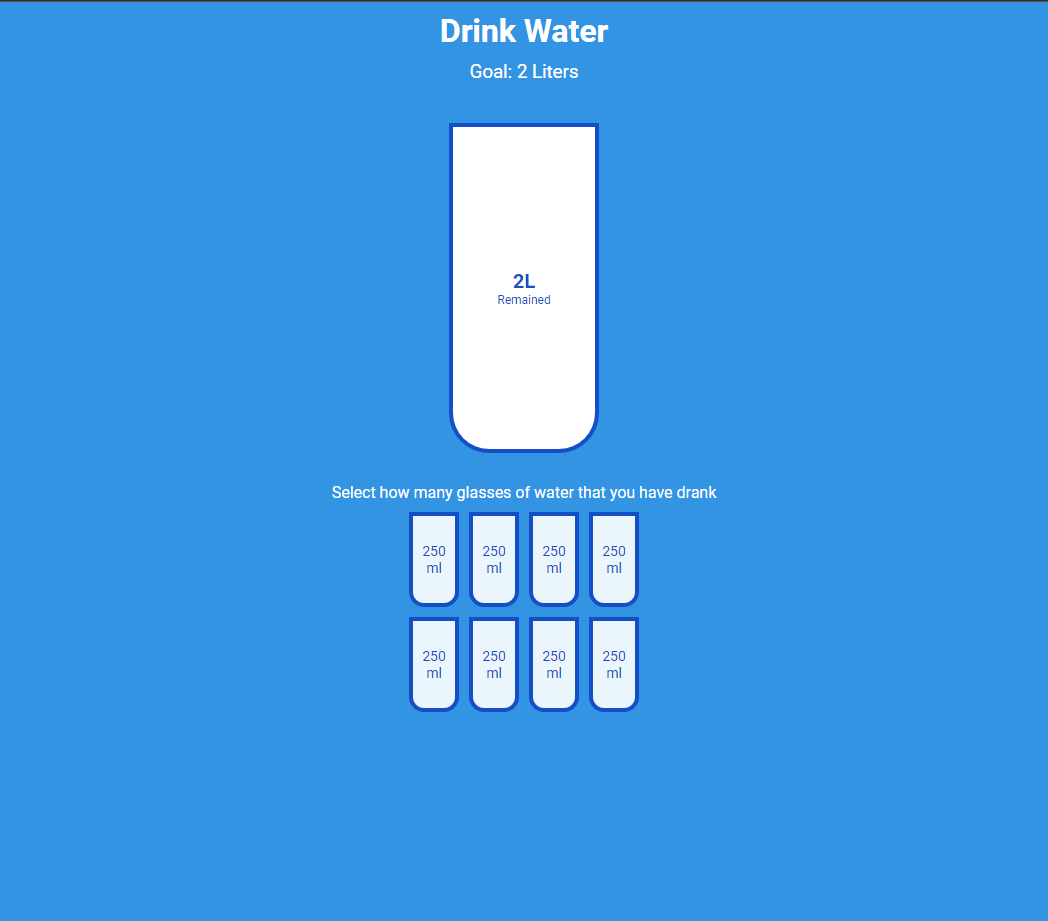 Drink Water
Goal: 2 Liters
2L
Remained
Select how many glasses of water that you have drank
250 250 250 250
ml ml ml ml
250 250 250 250
ml ml ml ml